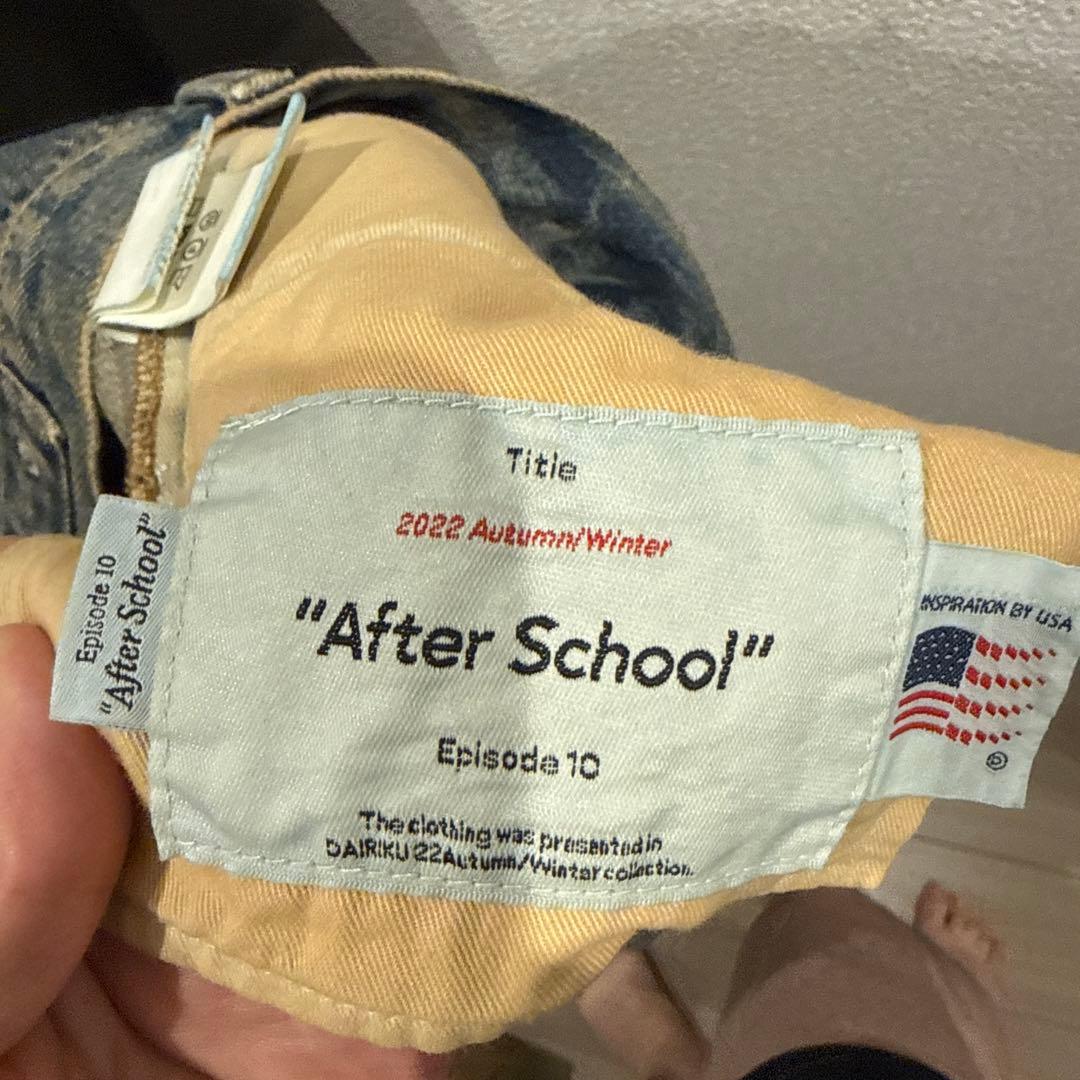 Title
2022 Autumn/Winter
"After School"
Episode 10
The clothing was presented in
DAIRIKU 22Autumn/Winter collection.
Episode 10
"After School"
INSPIRATION BY USA
©